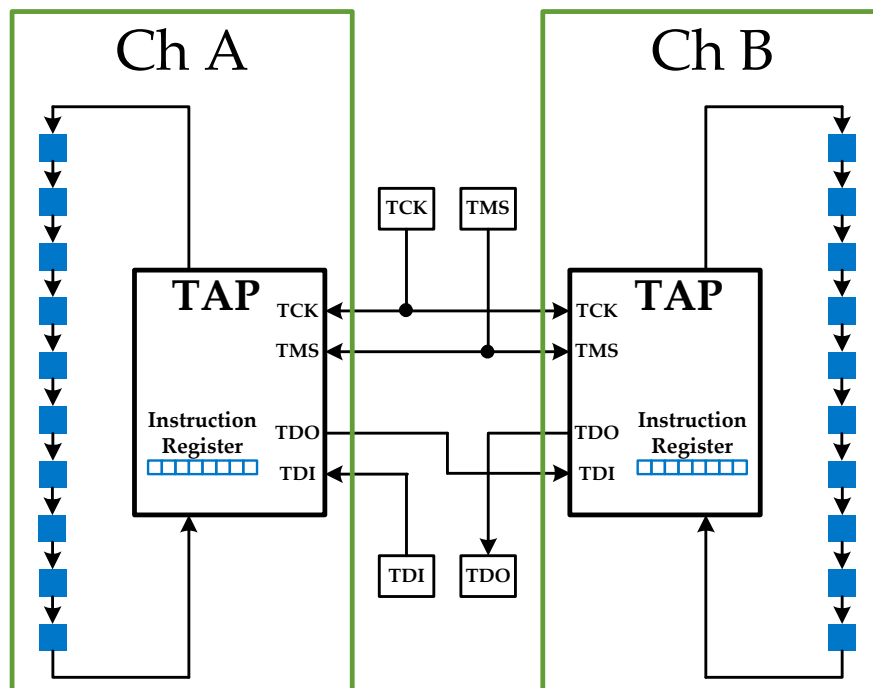 Ch A
Ch B
TCK
TMS
TAP
TAP
TCK
TCK
TMS
TMS
Instruction
Register
TDO
TDI
TDO
TDI
Instruction
Register
TDI
TDO